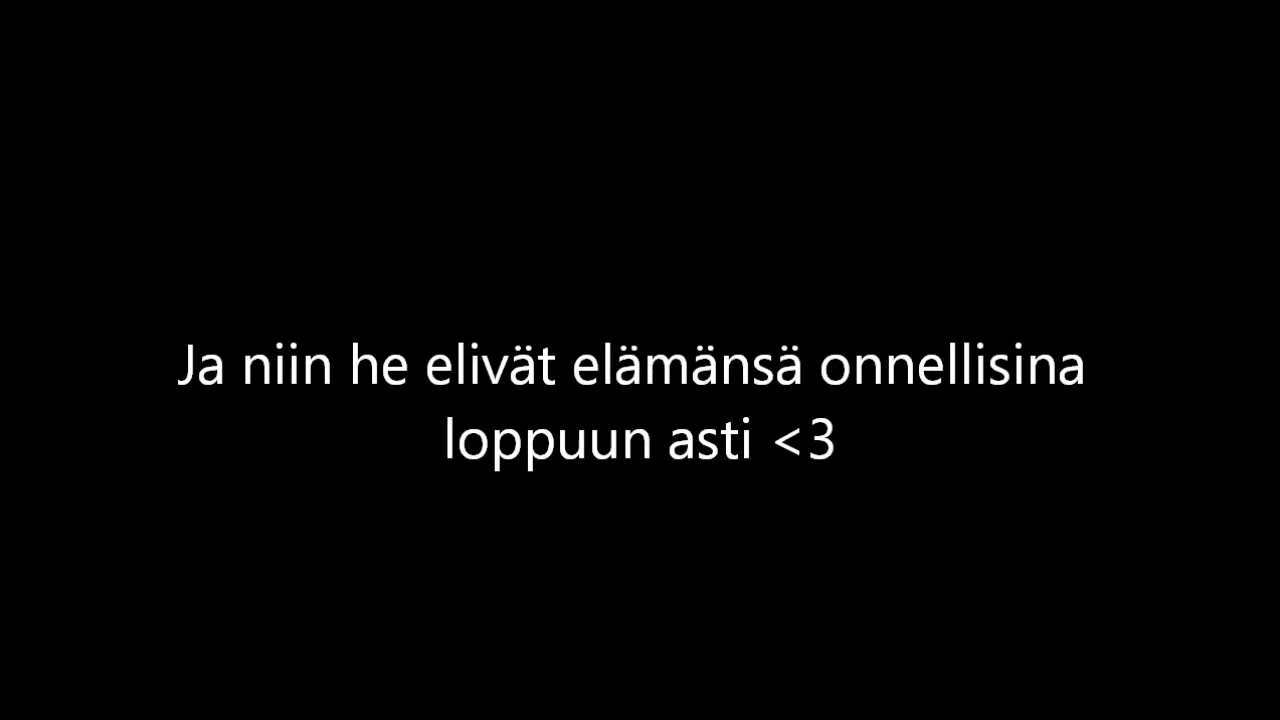 Ja niin he elivät elämänsä onnellisina
loppuun asti <3